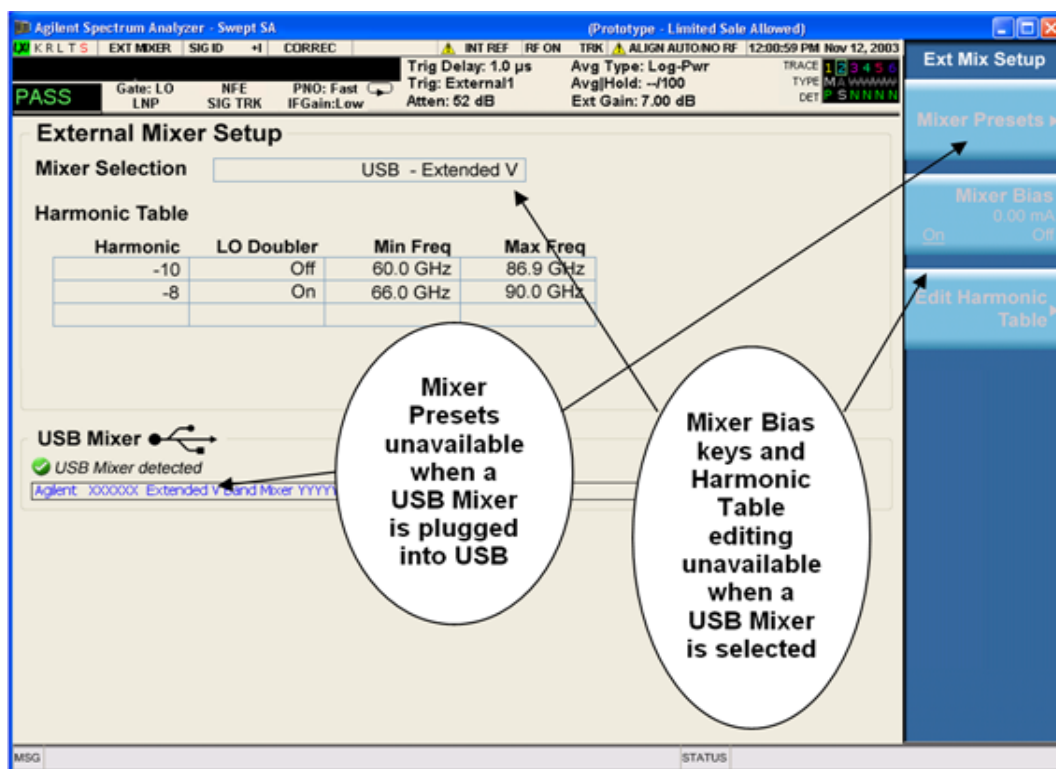 Agilent Spectrum Analyzer - Swept SA (Prototype - Limited Sale Allowed)
LXI K R L T S EXT MIXER SIG ID +I CORREC INT REF RF ON TRK ALIGN AUTO/NO RF 12:00:59 PM Nov 12, 2003
PASS
Gate: LO NFE PNO: Fast
LNP SIG TRK IFGain:Low
Trig Delay: 1.0 µs
Trig: External1
Atten: 52 dB
Avg Type: Log-Pwr
Avg|Hold: --/100
Ext Gain: 7.00 dB
TRACE 1 2 3 4 5 6
TYPE M A W W W W
DET P S N N N N
Ext Mix Setup
Mixer Presets
Mixer Bias
0.00 mA
On Off
Edit Harmonic
Table
External Mixer Setup
Mixer Selection USB - Extended V
Harmonic Table
Harmonic LO Doubler Min Freq Max Freq
-10 Off 60.0 GHz 86.9 GHz
-8 On 66.0 GHz 90.0 GHz
USB Mixer
USB Mixer detected
Agilent XXXXXX Extended V Band Mixer YYYYY
Mixer
Presets
unavailable
when a
USB Mixer
is plugged
into USB
Mixer Bias
keys and
Harmonic
Table
editing
unavailable
when a
USB Mixer
is selected
MSG STATUS